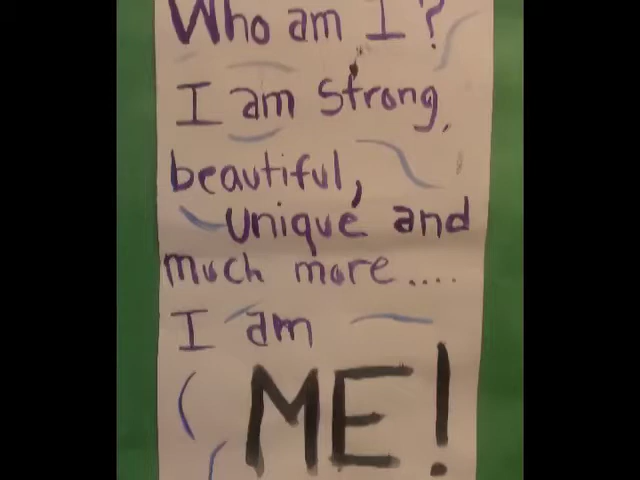 Who am I?
I am strong,
beautiful,
unique and
much more....
I am
ME!